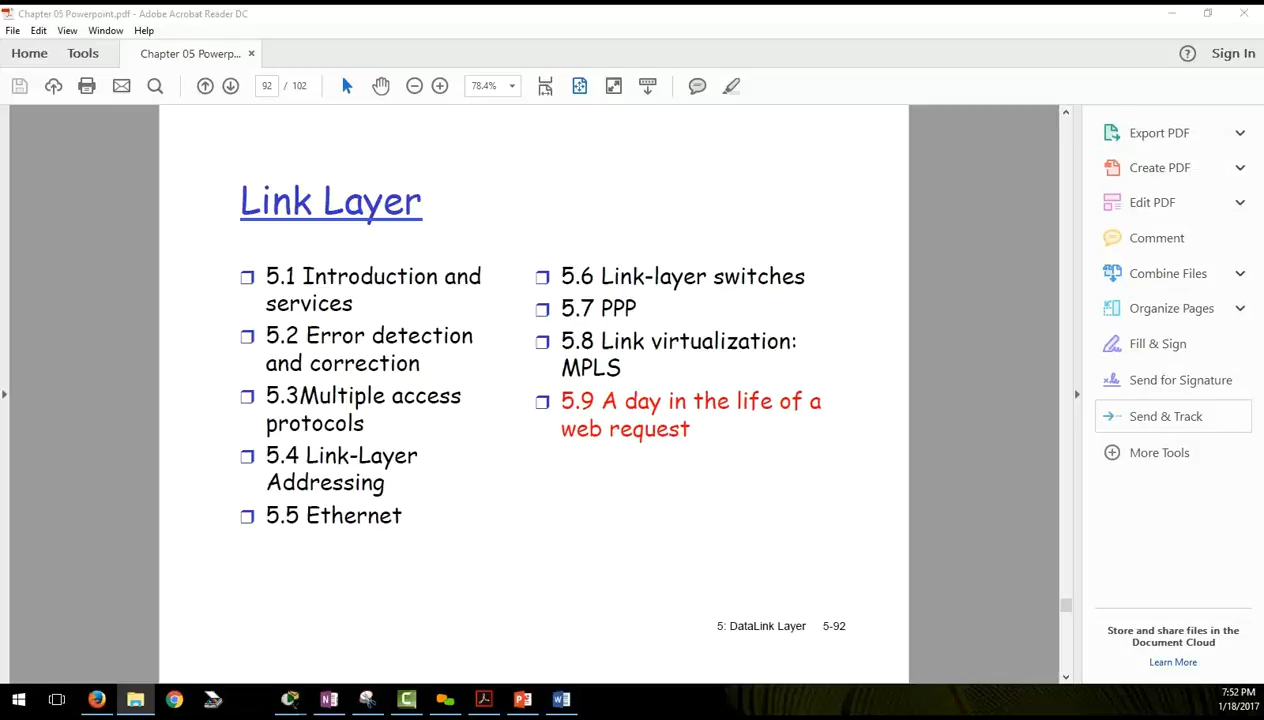 Chapter 05 Powerpoint.pdf - Adobe Acrobat Reader DC
File Edit View Window Help
Home Tools Chapter 05 Powerp... × Sign In
92 / 102 78.4%
Link Layer
5.1 Introduction and
services
5.2 Error detection
and correction
5.3Multiple access
protocols
5.4 Link-Layer
Addressing
5.5 Ethernet
5.6 Link-layer switches
5.7 PPP
5.8 Link virtualization:
MPLS
5.9 A day in the life of a
web request
5: DataLink Layer 5-92
Export PDF
Create PDF
Edit PDF
Comment
Combine Files
Organize Pages
Fill & Sign
Send for Signature
Send & Track
More Tools
Store and share files in the
Document Cloud
Learn More
7:52 PM
1/18/2017